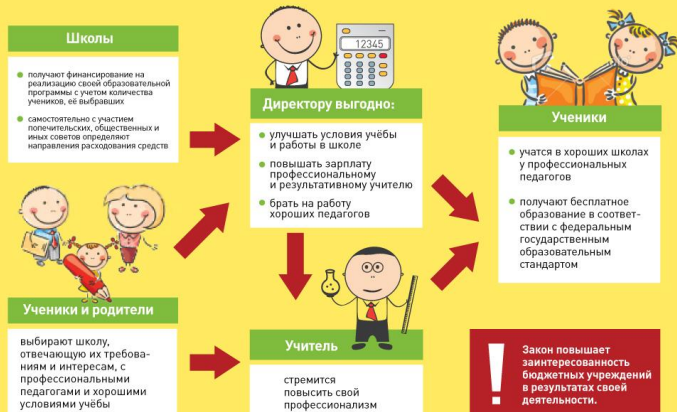 Школы
получают финансирование на
реализацию своей образовательной
программы с учетом количества
учеников, её выбравших
самостоятельно с участием
попечительских, общественных и
иных советов определяют
направления расходования средств
12345
Директору выгодно:
улучшать условия учёбы
и работы в школе
повышать зарплату
профессиональному
и результативному учителю
брать на работу
хороших педагогов
Ученики
учатся в хороших школах
у профессиональных
педагогов
получают бесплатное
образование в соответ-
ствии с федеральным
государственным
образовательным
стандартом
Ученики и родители
выбирают школу,
отвечающую их требова-
ниям и интересам, с
профессиональными
педагогами и хорошими
условиями учёбы
Учитель
стремится
повысить свой
профессионализм
!
Закон повышает
заинтересованность
бюджетных учреждений
в результатах своей
деятельности.